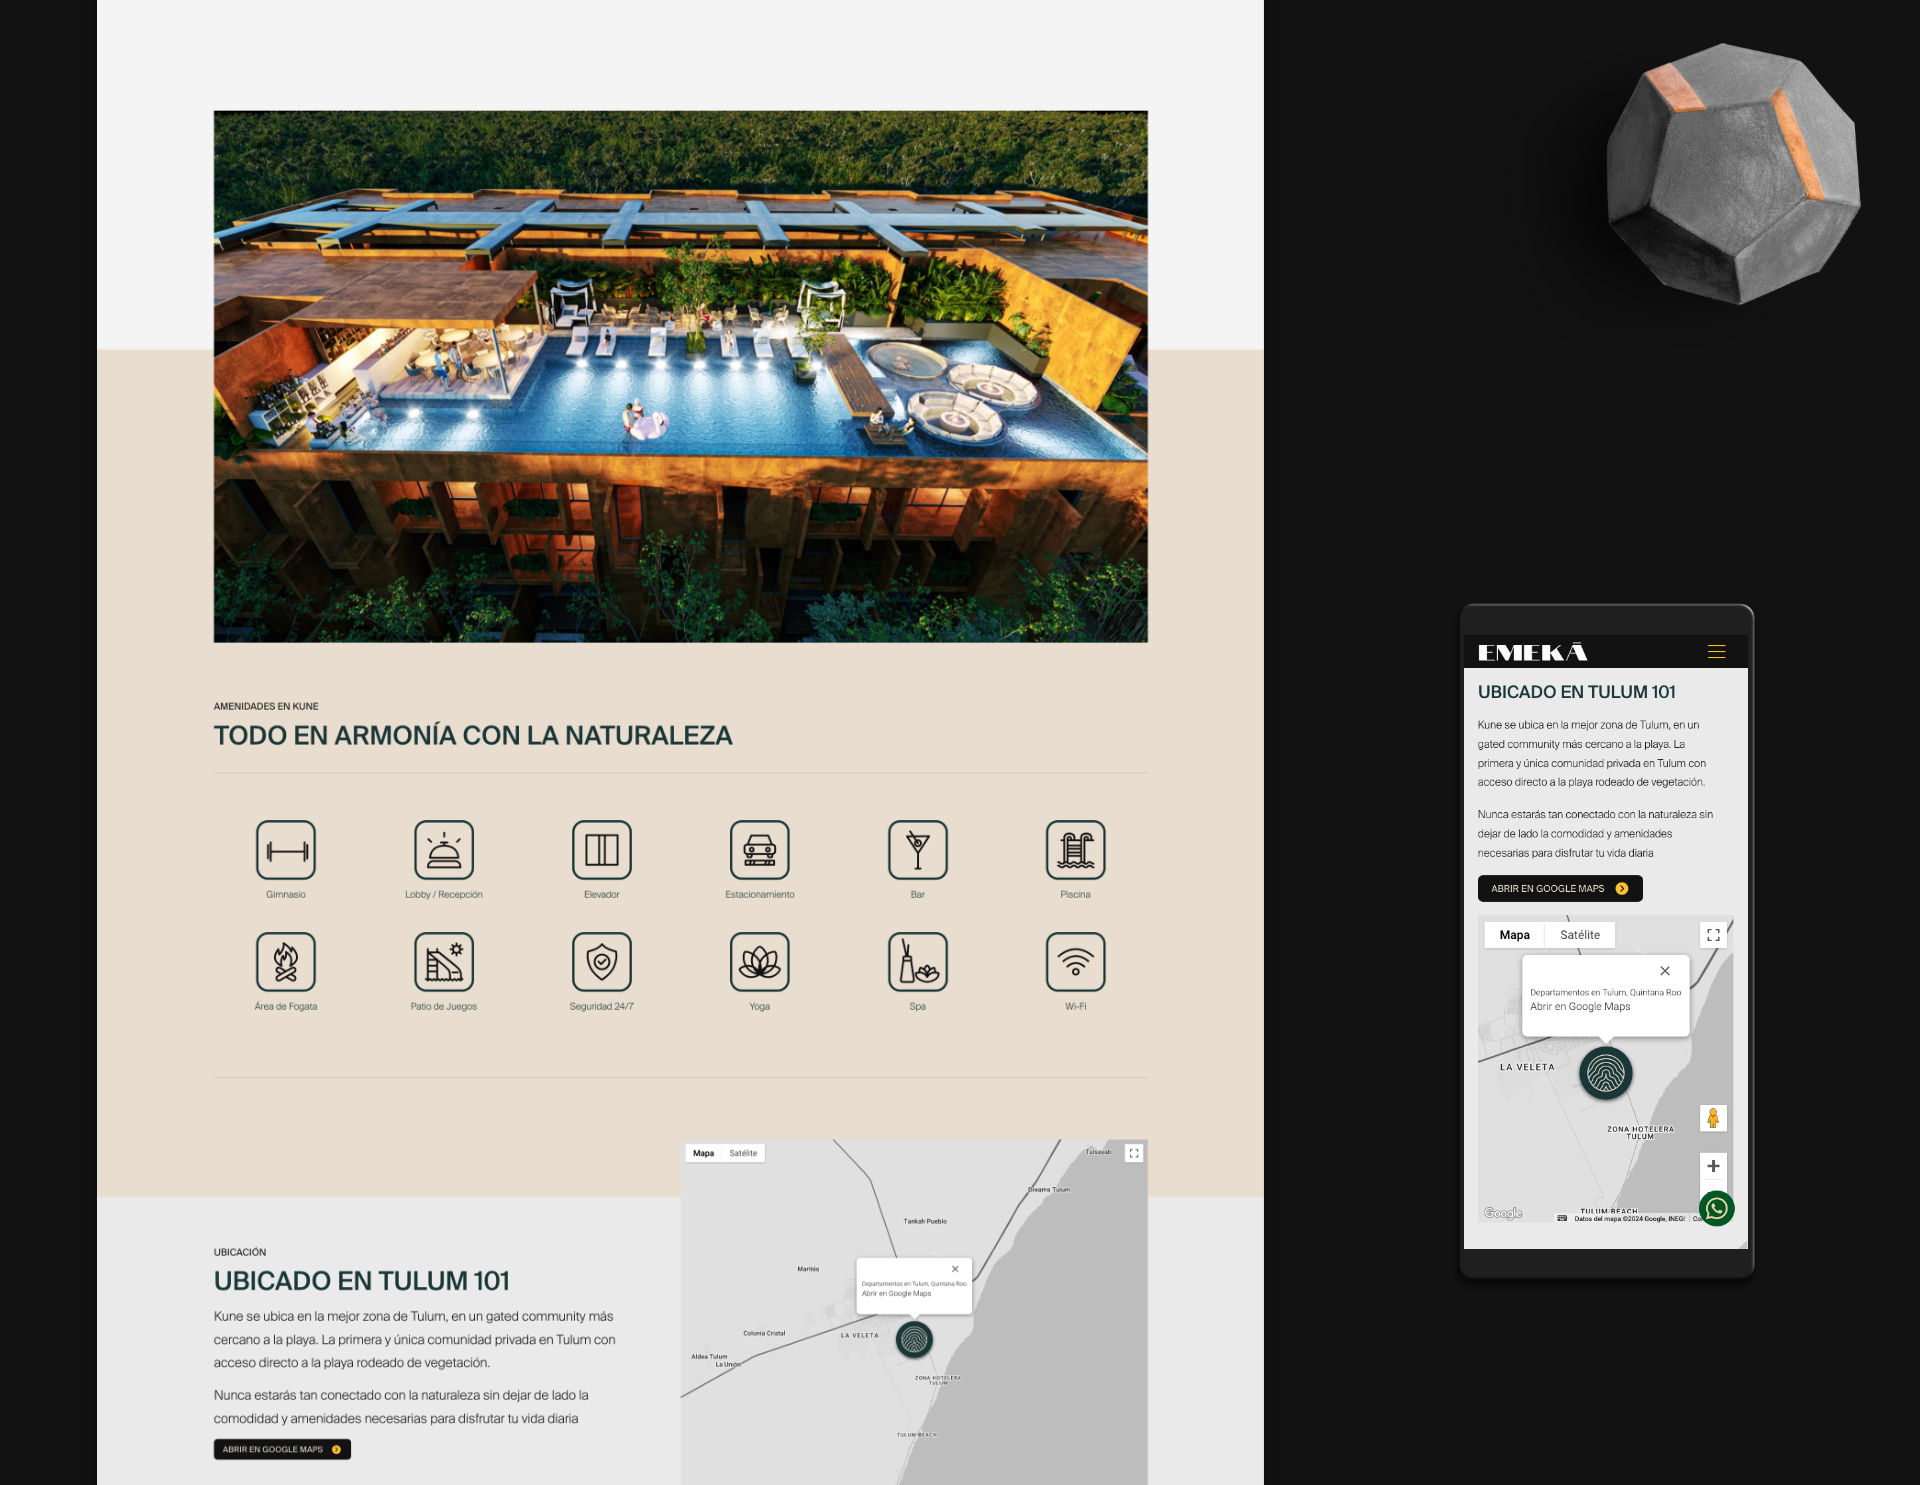 AMENIDADES EN KUNE
TODO EN ARMONÍA CON LA NATURALEZA
Gimnasio
Lobby / Recepción
Elevador
Estacionamiento
Bar
Piscina
Área de Fogata
Patio de Juegos
Seguridad 24/7
Yoga
Spa
Wi-Fi
UBICACIÓN
UBICADO EN TULUM 101
Kune se ubica en la mejor zona de Tulum, en un gated community más
cercano a la playa. La primera y única comunidad privada en Tulum con
acceso directo a la playa rodeado de vegetación.
Nunca estarás tan conectado con la naturaleza sin dejar de lado la
comodidad y amenidades necesarias para disfrutar tu vida diaria
ABRIR EN GOOGLE MAPS
Mapa
Satélite
Tulsayab
Dreams Tulum
Tankah Pueblo
Marités
Departamentos en Tulum, Quintana Roo
Abrir en Google Maps
Colonia Cristal
LA VELETA
Aldea Tulum
La Unión
ZONA HOTELERA
TULUM
TULUM BEACH
EMEKĀ
UBICADO EN TULUM 101
Kune se ubica en la mejor zona de Tulum, en un
gated community más cercano a la playa. La
primera y única comunidad privada en Tulum con
acceso directo a la playa rodeado de vegetación.
Nunca estarás tan conectado con la naturaleza sin
dejar de lado la comodidad y amenidades
necesarias para disfrutar tu vida diaria
ABRIR EN GOOGLE MAPS
Mapa
Satélite
Departamentos en Tulum, Quintana Roo
Abrir en Google Maps
LA VELETA
ZONA HOTELERA
TULUM
TULUM BEACH
Google
Datos del mapa ©2024 Google, INEGI